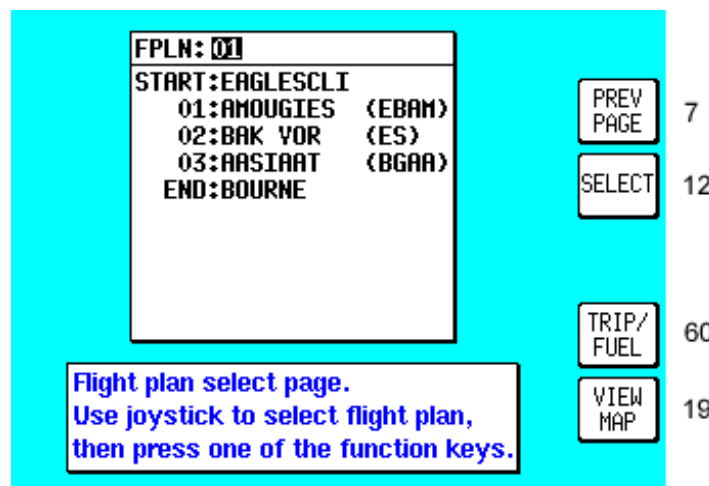 FPLN: 01
START:EAGLESCLI
01:AMOUGIES (EBAM)
02:BAK VOR (ES)
03:AASIAAT (BGAA)
END:BOURNE
PREV
PAGE
7
SELECT
12
TRIP/
FUEL
60
VIEW
MAP
19
Flight plan select page.
Use joystick to select flight plan,
then press one of the function keys.